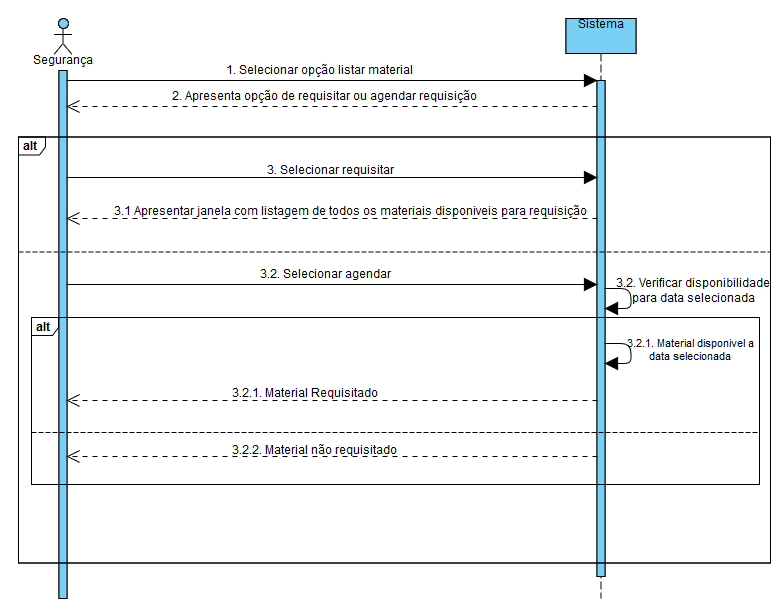 Sistema
Segurança
1. Selecionar opção listar material
2. Apresenta opção de requisitar ou agendar requisição
alt
3. Selecionar requisitar
3.1 Apresentar janela com listagem de todos os materiais disponiveis para requisição
3.2. Selecionar agendar
3.2. Verificar disponibilidade
para data selecionada
alt
3.2.1. Material disponivel a
data selecionada
3.2.1. Material Requisitado
3.2.2. Material não requisitado